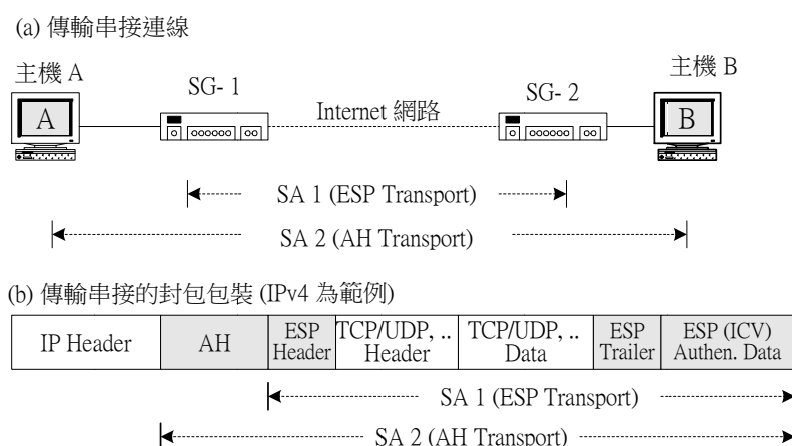 (a) 傳輸串接連線
主機 A
SG- 1
SG- 2
主機 B
A
Internet 網路
B
SA 1 (ESP Transport)
SA 2 (AH Transport)
(b) 傳輸串接的封包包裝 (IPv4 為範例)
IP Header
AH
ESP
Header
TCP/UDP, ..
Header
TCP/UDP, ..
Data
ESP
Trailer
ESP (ICV)
Authen. Data
SA 1 (ESP Transport)
SA 2 (AH Transport)